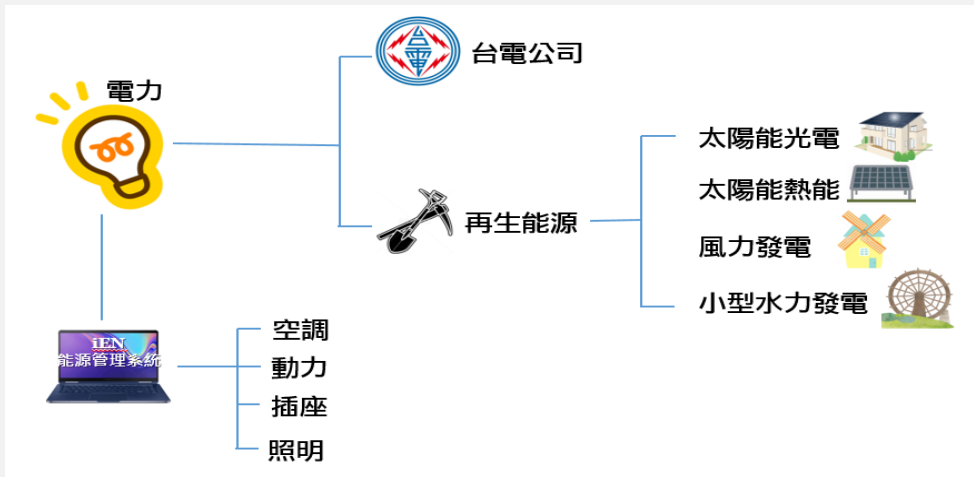 電力
台電
台電公司
再生能源
太陽能光電
太陽能熱能
風力發電
小型水力發電
iEN
能源管理系統
空調
動力
插座
照明